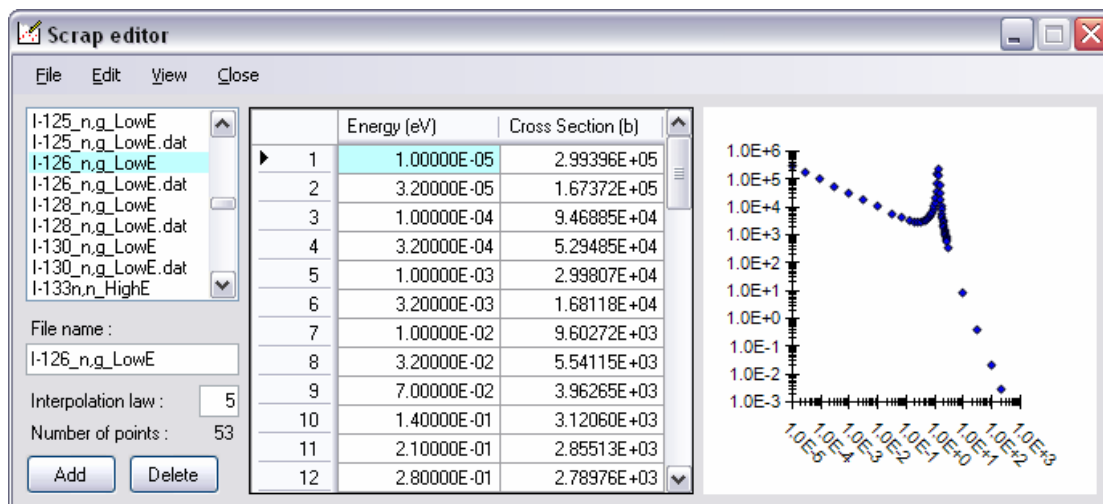 Scrap editor
File Edit View Close
I-125_n,g_LowE
I-125_n,g_LowE.dat
I-126_n,g_LowE
I-126_n,g_LowE.dat
I-128_n,g_LowE
I-128_n,g_LowE.dat
I-130_n,g_LowE
I-130_n,g_LowE.dat
I-133n,n_HighE
File name :
I-126_n,g_LowE
Interpolation law : 5
Number of points : 53
Add Delete
Energy (eV) Cross Section (b)
1 1.00000E-05 2.99396E+05
2 3.20000E-05 1.67372E+05
3 1.00000E-04 9.46885E+04
4 3.20000E-04 5.29485E+04
5 1.00000E-03 2.99807E+04
6 3.20000E-03 1.68118E+04
7 1.00000E-02 9.60272E+03
8 3.20000E-02 5.54115E+03
9 7.00000E-02 3.96265E+03
10 1.40000E-01 3.12060E+03
11 2.10000E-01 2.85513E+03
12 2.80000E-01 2.78976E+03
1.0E+6
1.0E+5
1.0E+4
1.0E+3
1.0E+2
1.0E+1
1.0E+0
1.0E-1
1.0E-2
1.0E-3
1.0E-5 1.0E-4 1.0E-3 1.0E-2 1.0E-1 1.0E+0 1.0E+1 1.0E+2 1.0E+3